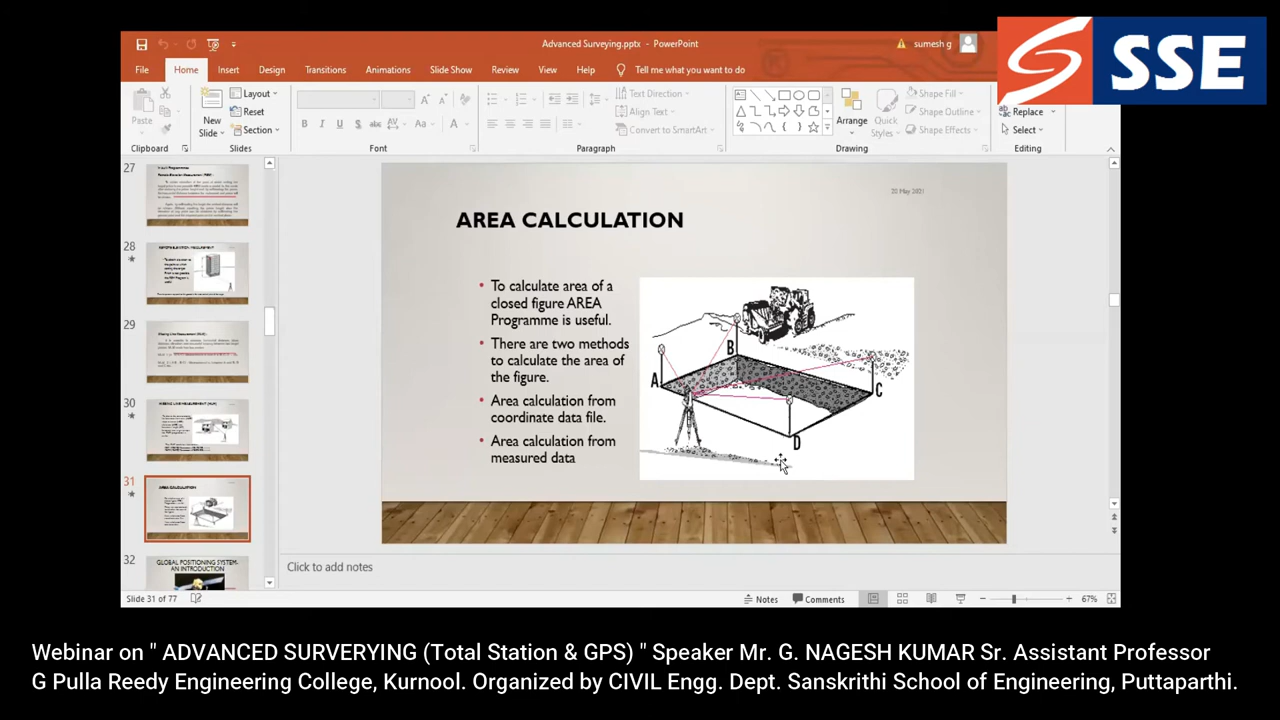 Advanced Surveying.pptx - PowerPoint
sumesh g
SSE
File Home Insert Design Transitions Animations Slide Show Review View Help Tell me what you want to do
Paste
Clipboard
New Slide
Layout
Reset
Section
Slides
B I U S abc AV Aa A
Font
Text Direction
Align Text
Convert to SmartArt
Paragraph
Arrange
Quick Styles
Shape Fill
Shape Outline
Shape Effects
Drawing
Replace
Select
Editing
27
28
29
30
31
AREA CALCULATION
32
GLOBAL POSITIONING SYSTEM-
AN INTRODUCTION
20 May 2021
AREA CALCULATION
• To calculate area of a
closed figure AREA
Programme is useful.
• There are two methods
to calculate the area of
the figure.
• Area calculation from
coordinate data file.
• Area calculation from
measured data
A
B
C
D
Click to add notes
Slide 31 of 77
Notes
Comments
67%
Webinar on " ADVANCED SURVERYING (Total Station & GPS) " Speaker Mr. G. NAGESH KUMAR Sr. Assistant Professor
G Pulla Reedy Engineering College, Kurnool. Organized by CIVIL Engg. Dept. Sanskrithi School of Engineering, Puttaparthi.